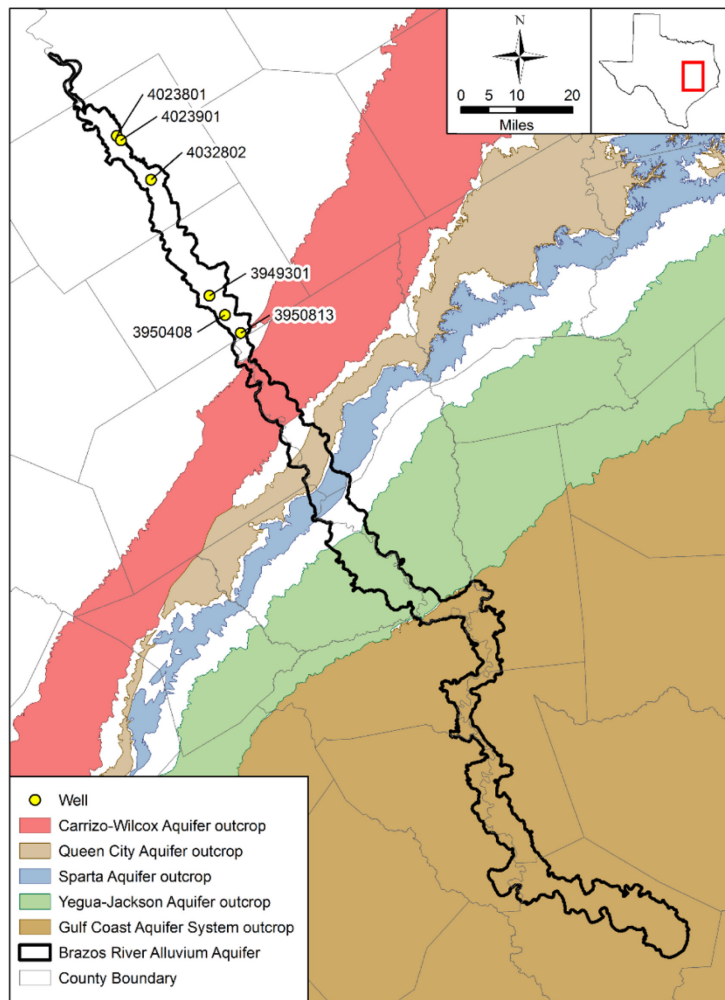 N
0 5 10 20
Miles
4023801
4023901
4032802
3949301
3950408
3950813
Well
Carrizo-Wilcox Aquifer outcrop
Queen City Aquifer outcrop
Sparta Aquifer outcrop
Yegua-Jackson Aquifer outcrop
Gulf Coast Aquifer System outcrop
Brazos River Alluvium Aquifer
County Boundary